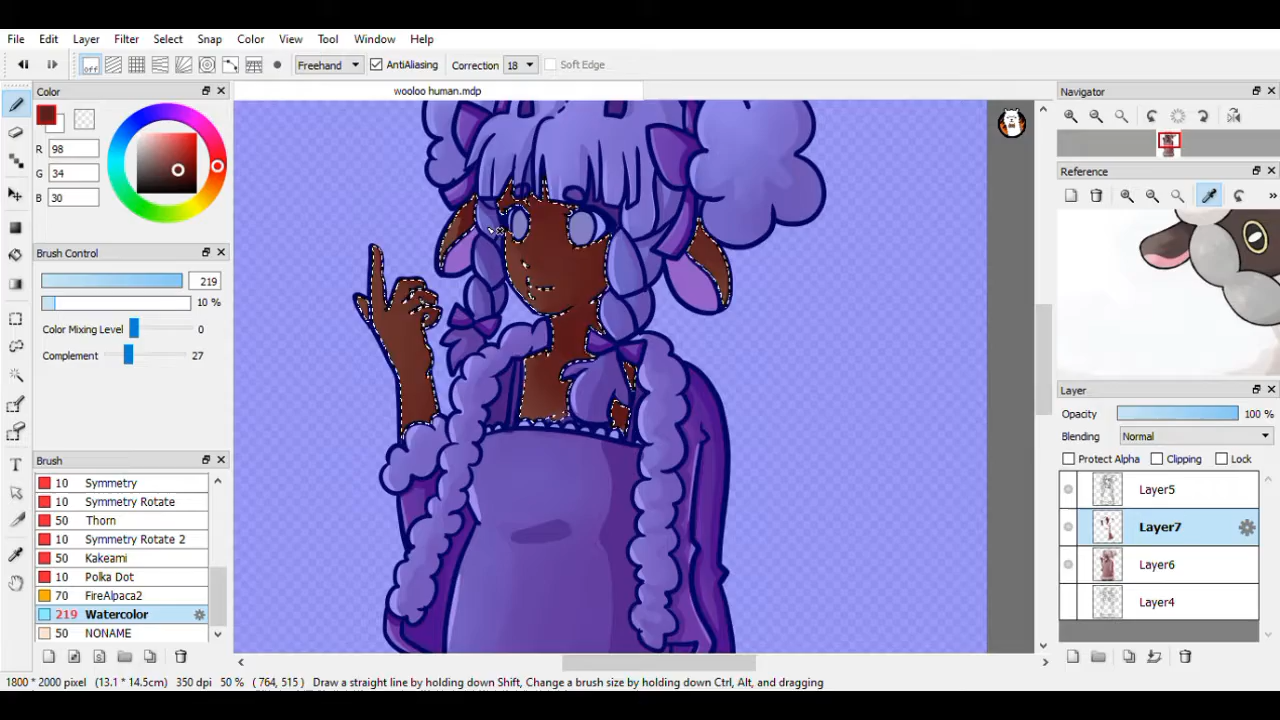 File Edit Layer Filter Select Snap Color View Tool Window Help
off Freehand AntiAliasing Correction 18 Soft Edge
Color wooloo human.mdp Navigator
R 98
G 34
B 30
Reference
Brush Control
219
10 %
Color Mixing Level 0
Complement 27
Layer
Opacity 100 %
Blending Normal
Protect Alpha Clipping Lock
Brush
10 Symmetry
10 Symmetry Rotate
50 Thorn
10 Symmetry Rotate 2
50 Kakeami
10 Polka Dot
70 FireAlpaca2
219 Watercolor
50 NONAME
Layer5
Layer7
Layer6
Layer4
1800 * 2000 pixel (13.1 * 14.5cm) 350 dpi 50 % ( 764, 515 ) Draw a straight line by holding down Shift, Change a brush size by holding down Ctrl, Alt, and dragging